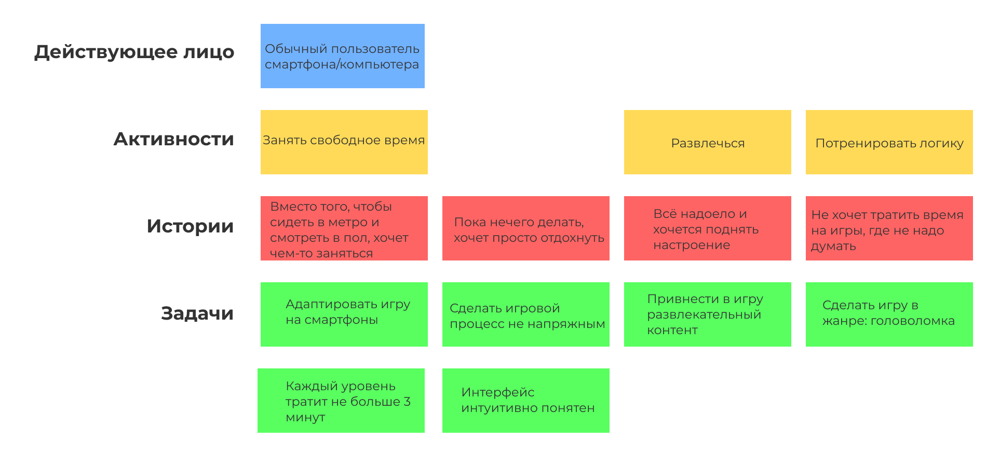 Действующее лицо
Обычный пользователь
смартфона/компьютера
Активности
Занять свободное время
Развлечься
Потренировать логику
Истории
Вместо того, чтобы
сидеть в метро и
смотреть в пол, хочет
чем-то заняться
Пока нечего делать,
хочет просто отдохнуть
Всё надоело и
хочется поднять
настроение
Не хочет тратить время
на игры, где не надо
думать
Задачи
Адаптировать игру
на смартфоны
Сделать игровой
процесс не напряжным
Привнести в игру
развлекательный
контент
Сделать игру в
жанре: головоломка
Каждый уровень
тратит не больше 3
минут
Интерфейс
интуитивно понятен